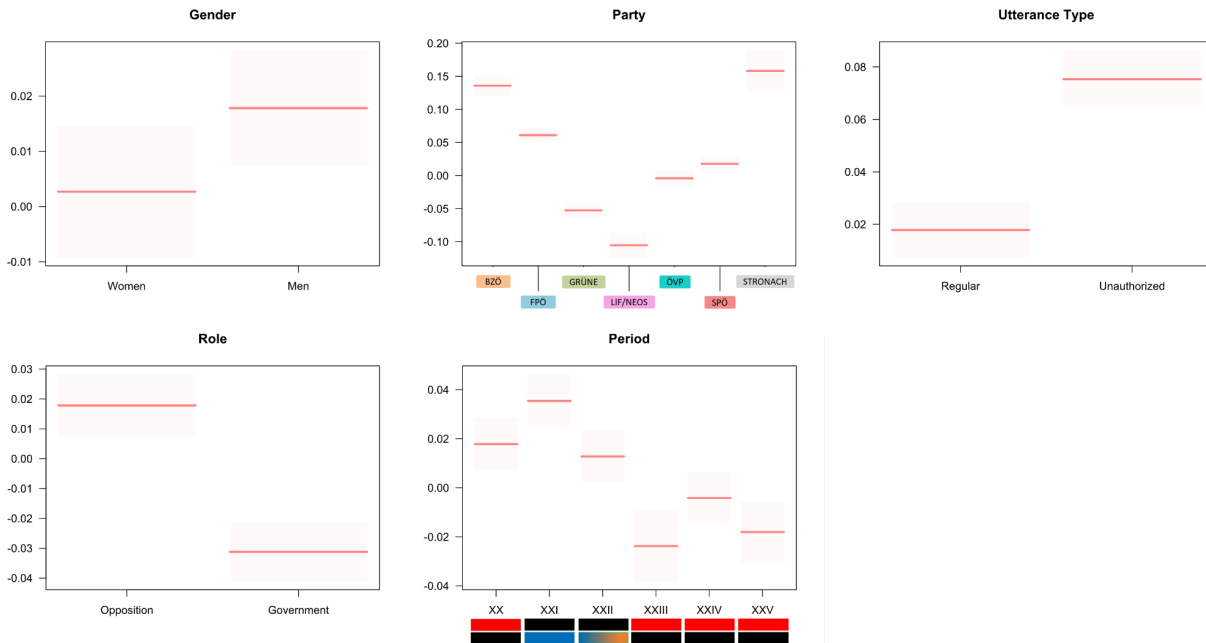 Gender
0.02
0.01
0.00
-0.01
Women
Men
Party
0.20
0.15
0.10
0.05
0.00
-0.05
-0.10
BZÖ
FPÖ
GRÜNE
LIF/NEOS
ÖVP
SPÖ
STRONACH
Utterance Type
0.08
0.06
0.04
0.02
Regular
Unauthorized
Role
0.03
0.02
0.01
0.00
-0.01
-0.02
-0.03
-0.04
Opposition
Government
Period
0.04
0.02
0.00
-0.02
-0.04
XX
XXI
XXII
XXIII
XXIV
XXV